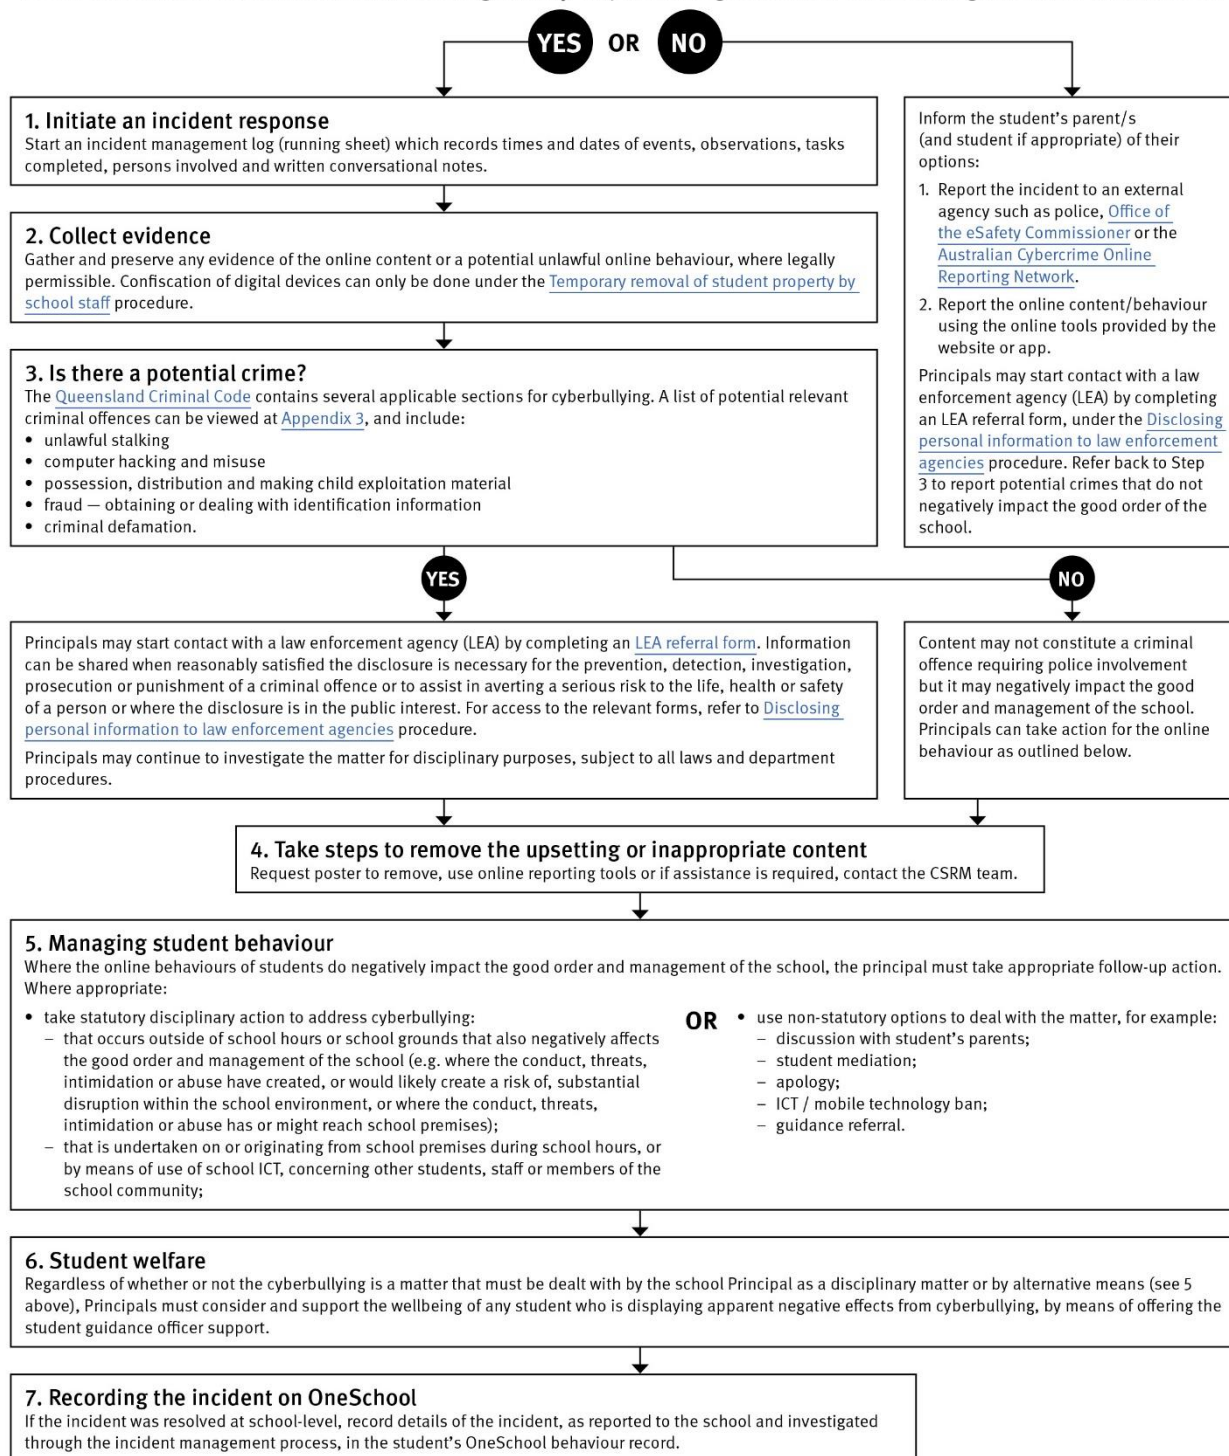 YES OR NO
1. Initiate an incident response
Start an incident management log (running sheet) which records times and dates of events, observations, tasks
completed, persons involved and written conversational notes.
2. Collect evidence
Gather and preserve any evidence of the online content or a potential unlawful online behaviour, where legally
permissible. Confiscation of digital devices can only be done under the Temporary removal of student property by
school staff procedure.
3. Is there a potential crime?
The Queensland Criminal Code contains several applicable sections for cyberbullying. A list of potential relevant
criminal offences can be viewed at Appendix 3, and include:
• unlawful stalking
• computer hacking and misuse
• possession, distribution and making child exploitation material
• fraud — obtaining or dealing with identification information
• criminal defamation.
Inform the student's parent/s
(and student if appropriate) of their
options:
1. Report the incident to an external
agency such as police, Office of
the eSafety Commissioner or the
Australian Cybercrime Online
Reporting Network.
2. Report the online content/behaviour
using the online tools provided by the
website or app.
Principals may start contact with a law
enforcement agency (LEA) by completing
an LEA referral form, under the Disclosing
personal information to law enforcement
agencies procedure. Refer back to Step
3 to report potential crimes that do not
negatively impact the good order of the
school.
YES
NO
Principals may start contact with a law enforcement agency (LEA) by completing an LEA referral form. Information
can be shared when reasonably satisfied the disclosure is necessary for the prevention, detection, investigation,
prosecution or punishment of a criminal offence or to assist in averting a serious risk to the life, health or safety
of a person or where the disclosure is in the public interest. For access to the relevant forms, refer to Disclosing
personal information to law enforcement agencies procedure.
Principals may continue to investigate the matter for disciplinary purposes, subject to all laws and department
procedures.
Content may not constitute a criminal
offence requiring police involvement
but it may negatively impact the good
order and management of the school.
Principals can take action for the online
behaviour as outlined below.
4. Take steps to remove the upsetting or inappropriate content
Request poster to remove, use online reporting tools or if assistance is required, contact the CSRM team.
5. Managing student behaviour
Where the online behaviours of students do negatively impact the good order and management of the school, the principal must take appropriate follow-up action.
Where appropriate:
• take statutory disciplinary action to address cyberbullying:
– that occurs outside of school hours or school grounds that also negatively affects
the good order and management of the school (e.g. where the conduct, threats,
intimidation or abuse have created, or would likely create a risk of, substantial
disruption within the school environment, or where the conduct, threats,
intimidation or abuse has or might reach school premises);
– that is undertaken on or originating from school premises during school hours, or
by means of use of school ICT, concerning other students, staff or members of the
school community;
OR
• use non-statutory options to deal with the matter, for example:
– discussion with student's parents;
– student mediation;
– apology;
– ICT / mobile technology ban;
– guidance referral.
6. Student welfare
Regardless of whether or not the cyberbullying is a matter that must be dealt with by the school Principal as a disciplinary matter or by alternative means (see 5
above), Principals must consider and support the wellbeing of any student who is displaying apparent negative effects from cyberbullying, by means of offering the
student guidance officer support.
7. Recording the incident on OneSchool
If the incident was resolved at school-level, record details of the incident, as reported to the school and investigated
through the incident management process, in the student's OneSchool behaviour record.